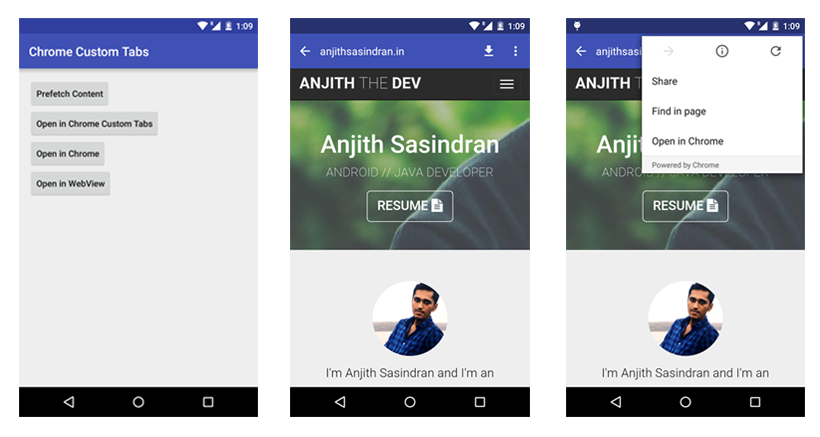 1:09
Chrome Custom Tabs
Prefetch Content
Open in Chrome Custom Tabs
Open in Chrome
Open in WebView
1:09
anjithsasindran.in
ANJITH THE DEV
Anjith Sasindran
ANDROID // JAVA DEVELOPER
RESUME
I'm Anjith Sasindran and I'm an
1:09
anjithsas
Share
Find in page
Open in Chrome
Powered by Chrome
ANJITH T
Anji
ANDROID // JAVA DEVELOPER
RESUME
I'm Anjith Sasindran and I'm an